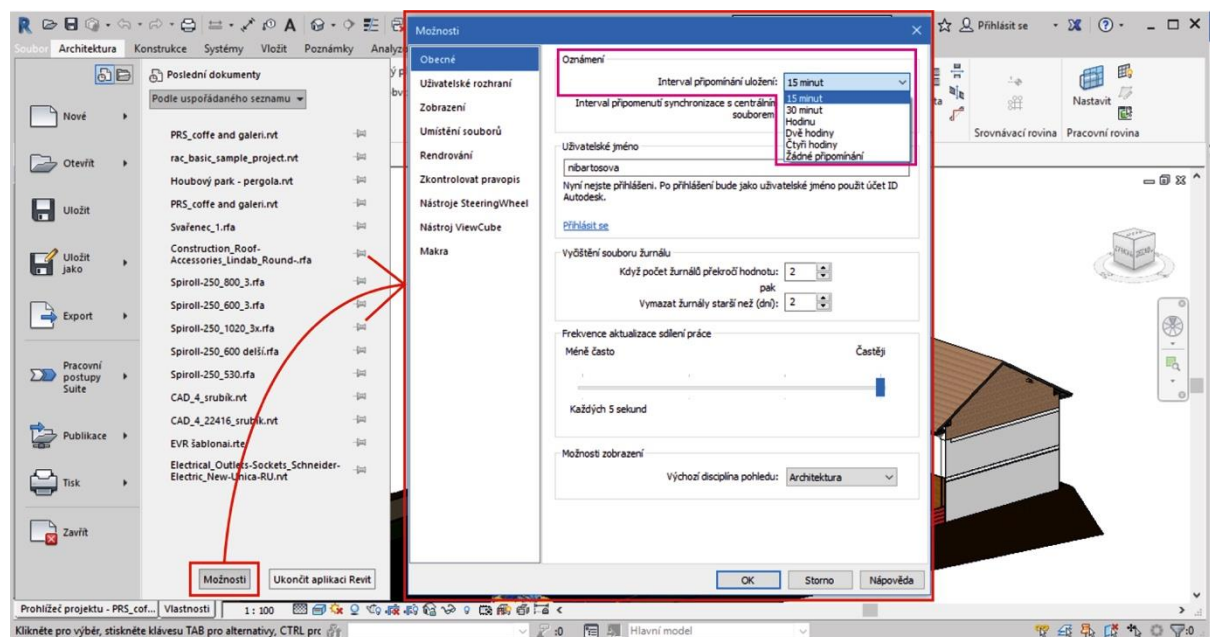 Přihlásit se
Soubor Architektura Konstrukce Systémy Vložit Poznámky
Poslední dokumenty
Podle uspořádaného seznamu
Nové
Otevřít
Uložit
Uložit
jako
Export
Pracovní
postupy
Suite
Publikace
Tisk
Zavřít
PRS_coffe and galeri.rvt
rac_basic_sample_project.rvt
Houbový park - pergola.rvt
PRS_coffe and galeri.rvt
Svařenec_1.rfa
Construction_Roof-
Accessories_Lindab_Round-.rfa
Spiroll-250_800_3.rfa
Spiroll-250_600_3.rfa
Spiroll-250_1020_3x.rfa
Spiroll-250_600 delší.rfa
Spiroll-250_530.rfa
CAD_4_srubík.rvt
CAD_4_22416_srubík.rvt
EVR šablonai.rte
Electrical_Outlets-Sockets_Schneider-
Electric_New-Unica-RU.rvt
Možnosti Ukončit aplikaci Revit
Možnosti
Obecné
Uživatelské rozhraní
Zobrazení
Umístění souborů
Rendrování
Zkontrolovat pravopis
Nástroje SteeringWheel
Nástroj ViewCube
Makra
Oznámení
Interval připomínání uložení: 15 minut
15 minut
30 minut
Hodinu
Dvě hodiny
Čtyři hodiny
Žádné připomínání
Interval připomenutí synchronizace s centrálním
souborem
Uživatelské jméno
nibartosova
Nyní nejste přihlášeni. Po přihlášení bude jako uživatelské jméno použit účet ID
Autodesk.
Přihlásit se
Vyčištění souboru žurnálu
Když počet žurnálů překročí hodnotu: 2
pak
Vymazat žurnály starší než (dní): 2
Frekvence aktualizace sdílení práce
Méně často Častěji
Každých 5 sekund
Možnosti zobrazení
Výchozí disciplína pohledu: Architektura
OK Storno Nápověda
Nastavit
Srovnávací rovina Pracovní rovina
Prohlížeč projektu - PRS_cof... Vlastnosti 1 : 100
Klikněte pro výběr, stiskněte klávesu TAB pro alternativy, CTRL prc :0 Hlavní model :0